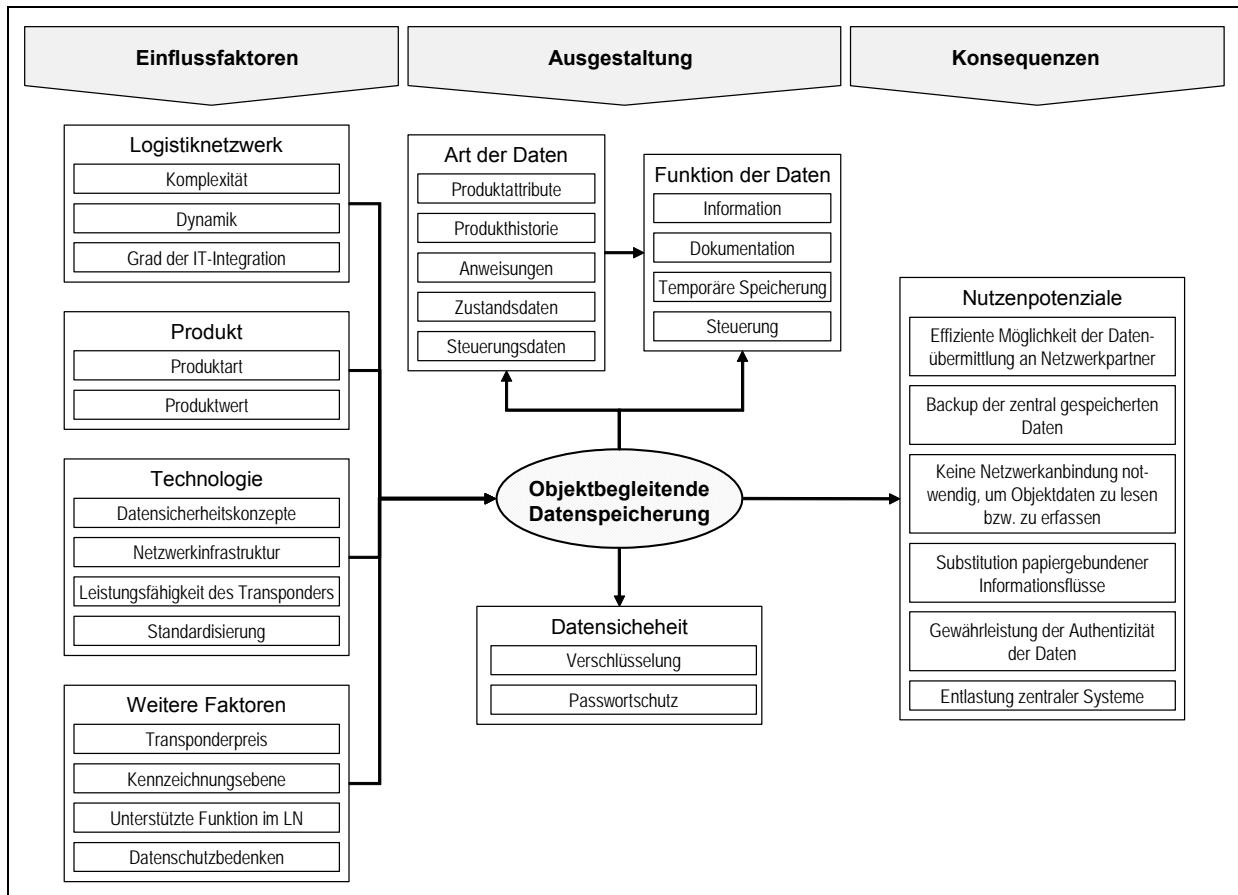 Einflussfaktoren
Ausgestaltung
Konsequenzen
Logistiknetzwerk
Komplexität
Dynamik
Grad der IT-Integration
Produkt
Produktart
Produktwert
Technologie
Datensicherheitskonzepte
Netzwerkinfrastruktur
Leistungsfähigkeit des Transponders
Standardisierung
Weitere Faktoren
Transponderpreis
Kennzeichnungsebene
Unterstützte Funktion im LN
Datenschutzbedenken
Art der Daten
Produktattribute
Produkthistorie
Anweisungen
Zustandsdaten
Steuerungsdaten
Funktion der Daten
Information
Dokumentation
Temporäre Speicherung
Steuerung
Objektbegleitende
Datenspeicherung
Datensicheheit
Verschlüsselung
Passwortschutz
Nutzenpotenziale
Effiziente Möglichkeit der Daten-
übermittlung an Netzwerkpartner
Backup der zentral gespeicherten
Daten
Keine Netzwerkanbindung not-
wendig, um Objektdaten zu lesen
bzw. zu erfassen
Substitution papiergebundener
Informationsflüsse
Gewährleistung der Authentizität
der Daten
Entlastung zentraler Systeme